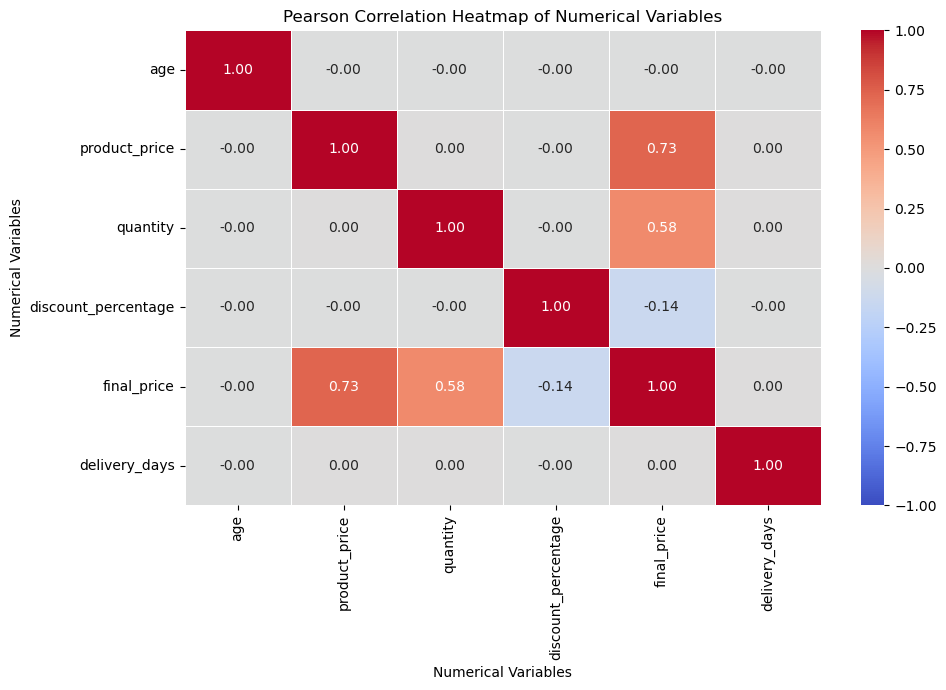 Pearson Correlation Heatmap of Numerical Variables
Numerical Variables
age 1.00 -0.00 -0.00 -0.00 -0.00 -0.00
product_price -0.00 1.00 0.00 -0.00 0.73 0.00
quantity -0.00 0.00 1.00 -0.00 0.58 0.00
discount_percentage -0.00 -0.00 -0.00 1.00 -0.14 -0.00
final_price -0.00 0.73 0.58 -0.14 1.00 0.00
delivery_days -0.00 0.00 0.00 -0.00 0.00 1.00
age
product_price
quantity
discount_percentage
final_price
delivery_days
Numerical Variables
1.00
0.75
0.50
0.25
0.00
−0.25
−0.50
−0.75
−1.00